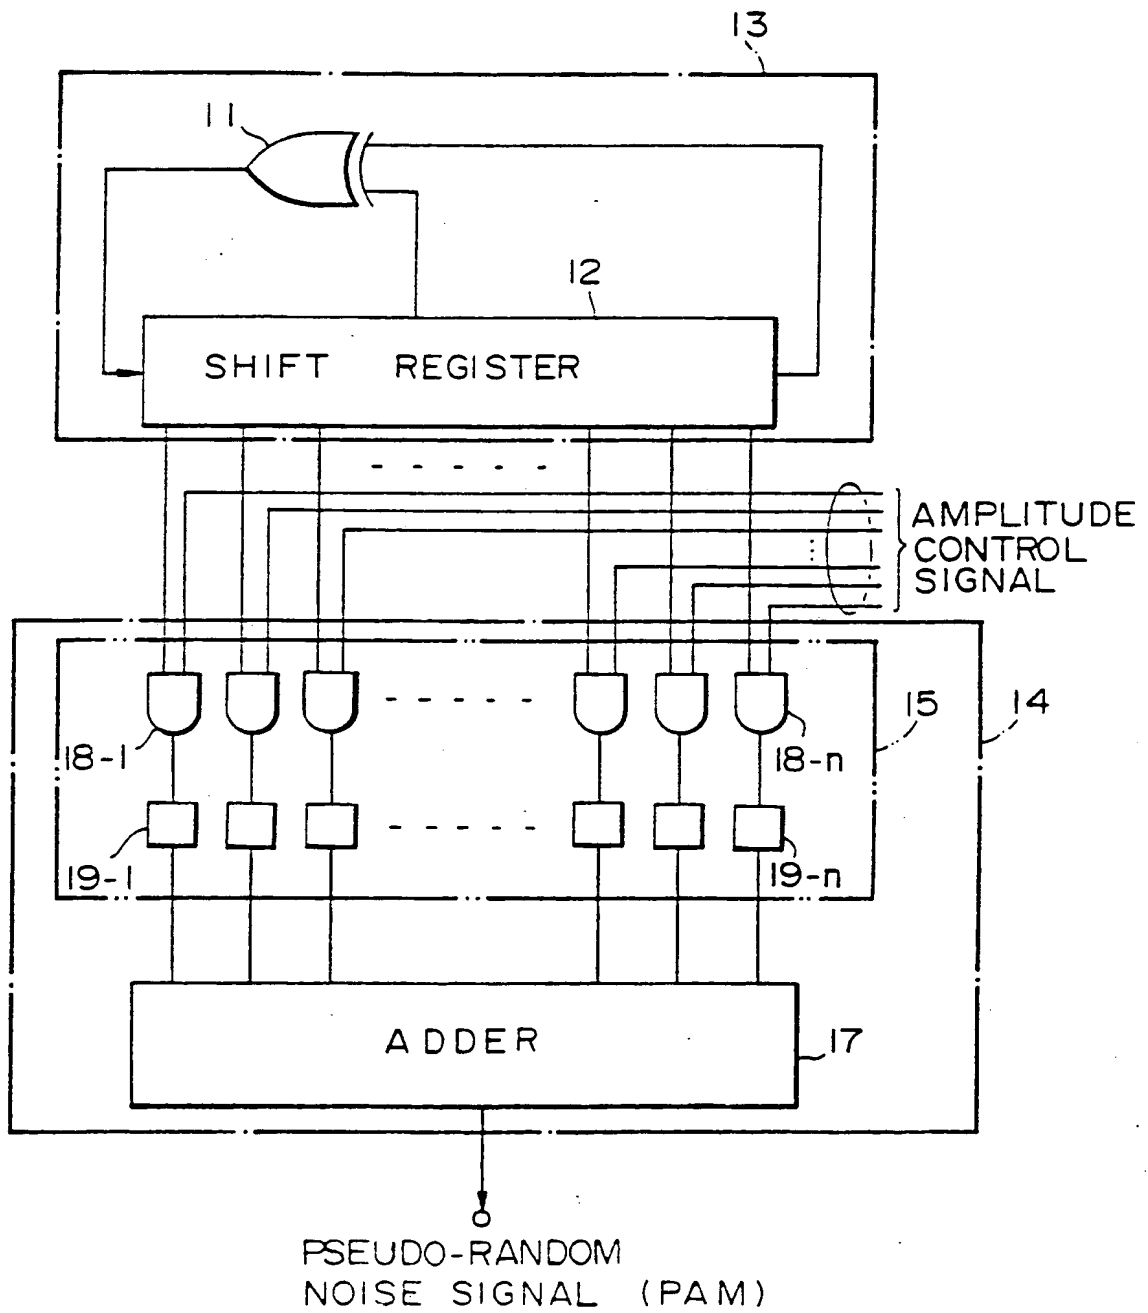 13
11
12
SHIFT REGISTER
AMPLITUDE
CONTROL
SIGNAL
15
14
18-1
18-n
19-1
19-n
ADDER
17
PSEUDO-RANDOM
NOISE SIGNAL (PAM)